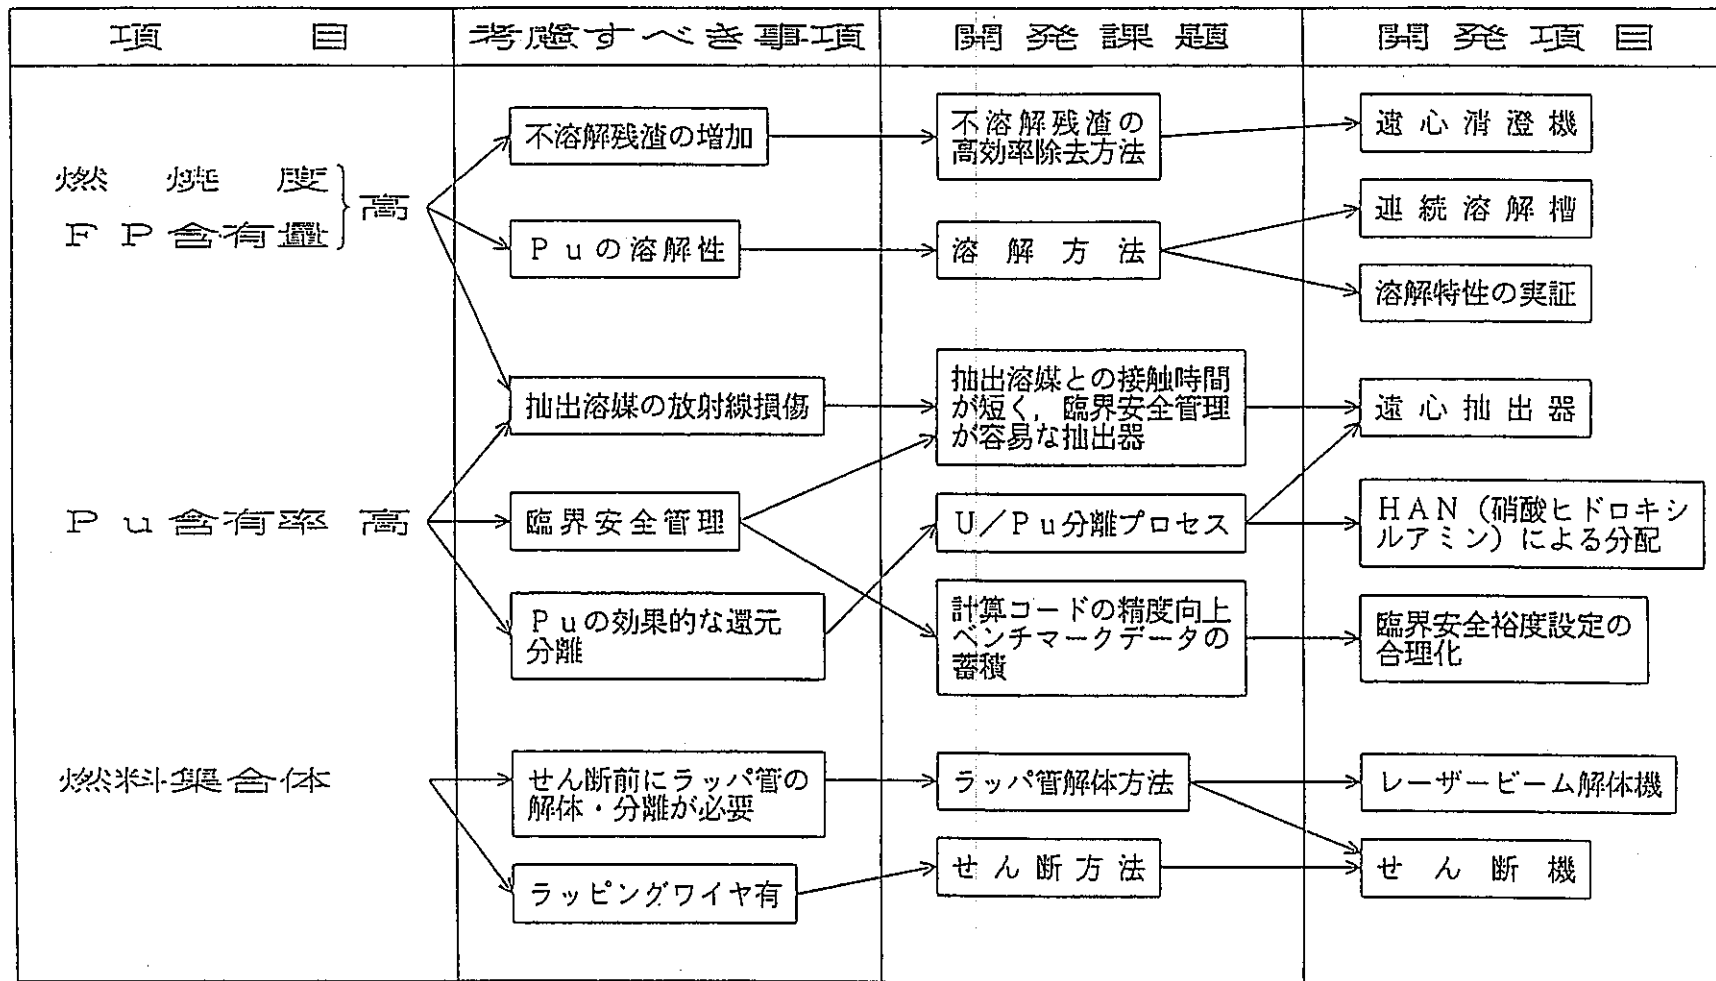 項目
考慮すべき事項
開発課題
開発項目
燃焼度
FP含有量
高
不溶解残渣の増加
不溶解残渣の
高効率除去方法
遠心清澄機
Puの溶解性
溶解方法
連続溶解槽
溶解特性の実証
抽出溶媒の放射線損傷
抽出溶媒との接触時間
が短く,臨界安全管理
が容易な抽出器
遠心抽出器
Pu含有率高
臨界安全管理
U/Pu分離プロセス
HAN(硝酸ヒドロキシ
ルアミン)による分配
Puの効果的な還元
分離
計算コードの精度向上
ベンチマークデータの
蓄積
臨界安全裕度設定の
合理化
燃料集合体
せん断前にラッパ管の
解体・分離が必要
ラッパ管解体方法
レーザービーム解体機
ラッピングワイヤ有
せん断方法
せん断機